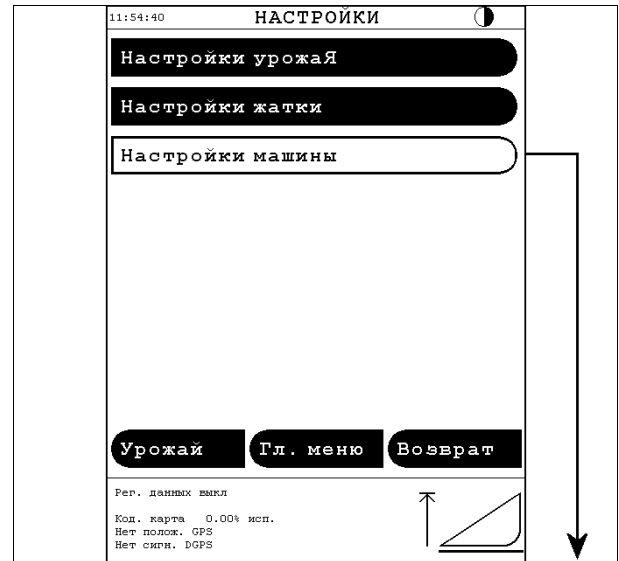 11:54:40 НАСТРОЙКИ
Настройки урожаЯ
Настройки жатки
Настройки машины
Урожай Гл. меню Возврат
Рег. данных выкл
Код. карта 0.00% исп.
Нет полож. GPS
Нет сигн. DGPS